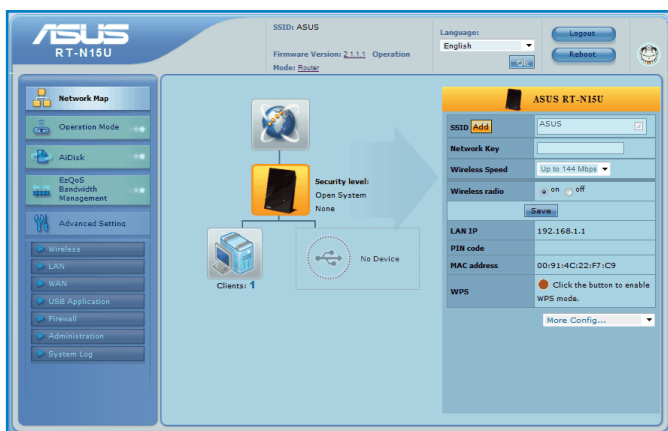 ASUS
RT-N15U
SSID: ASUS
Firmware Version: 2.1.1.1 Operation
Mode: Router
Language:
English
OK
Logout
Reboot
Network Map
Operation Mode
AiDisk
EzQoS
Bandwidth
Management
Advanced Setting
Wireless
LAN
WAN
USB Application
Firewall
Administration
System Log
Security level:
Open System
None
Clients: 1
No Device
ASUS RT-N15U
SSID Add ASUS
Network Key
Wireless Speed Up to 144 Mbps
Wireless radio on off
Save
LAN IP 192.168.1.1
PIN code
MAC address 00:91:4C:22:F7:C9
WPS Click the button to enable
WPS mode.
More Config...